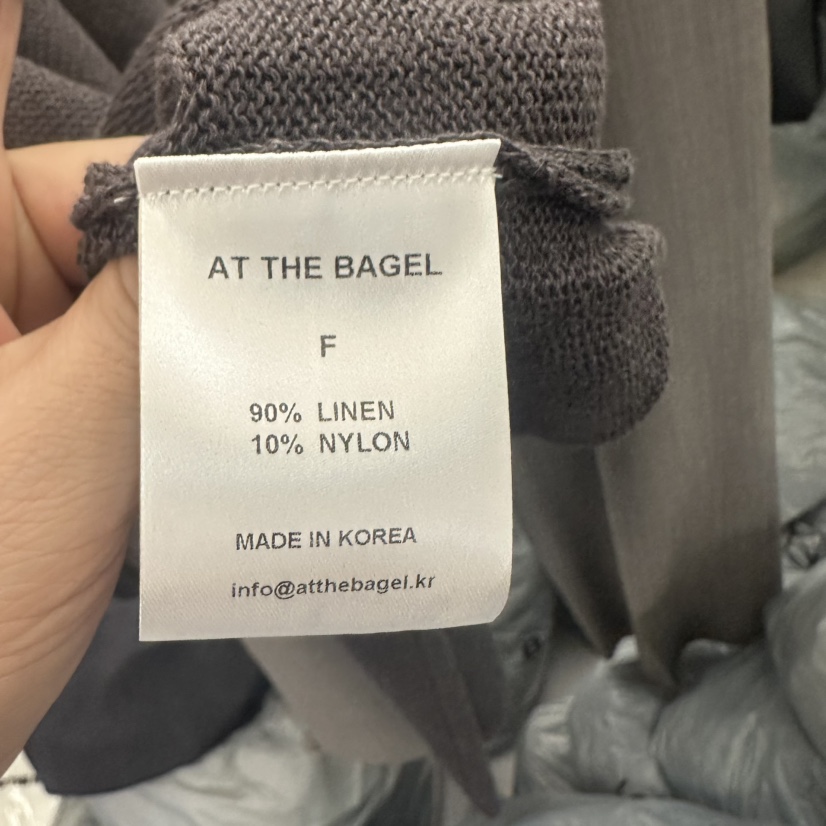 AT THE BAGEL
F
90% LINEN
10% NYLON
MADE IN KOREA
info@atthebagel.kr